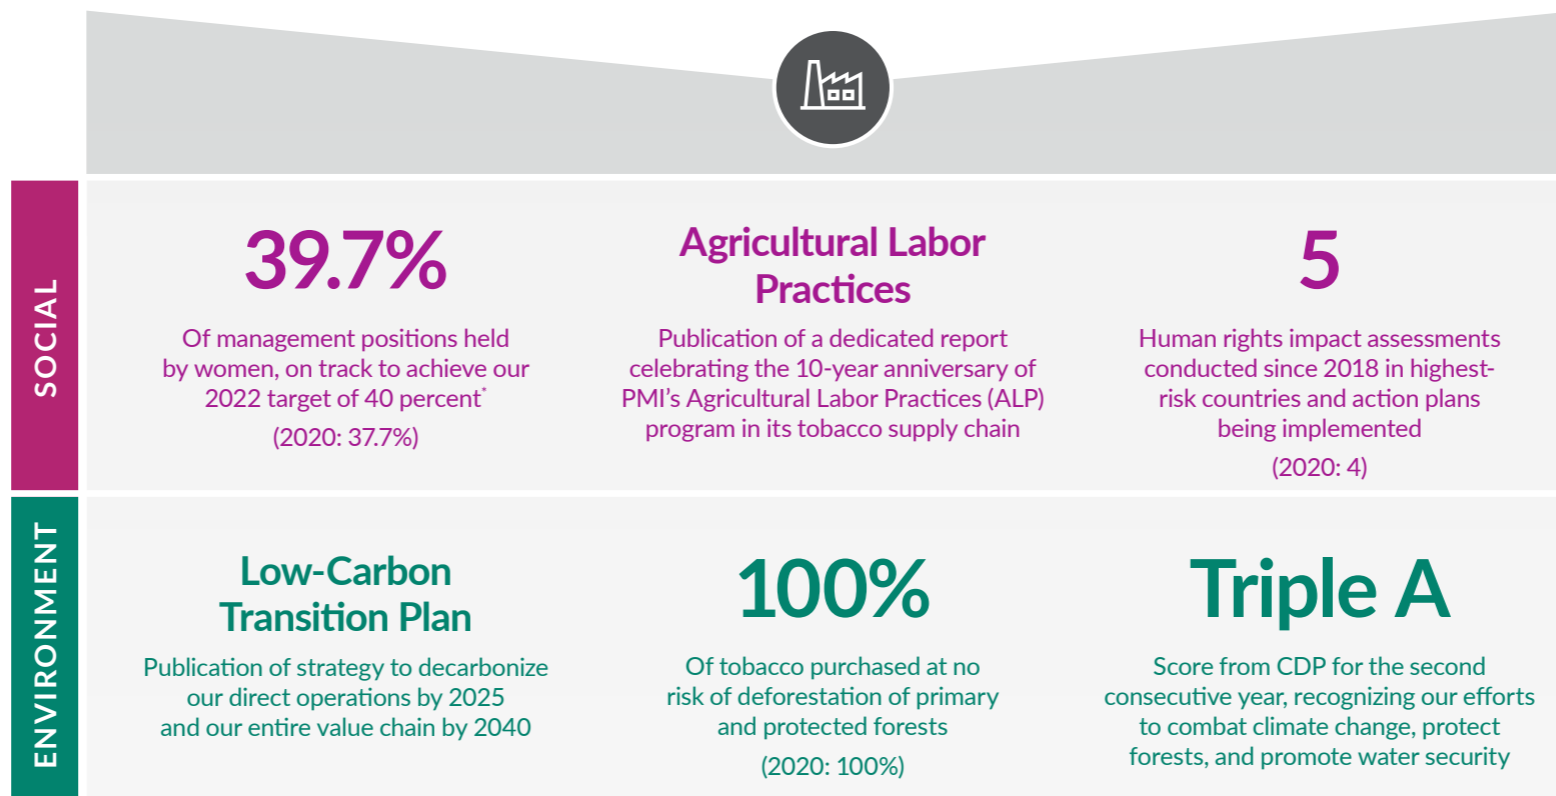 SOCIAL
39.7%
Of management positions held
by women, on track to achieve our
2022 target of 40 percent*
(2020: 37.7%)
Agricultural Labor
Practices
Publication of a dedicated report
celebrating the 10-year anniversary of
PMI's Agricultural Labor Practices (ALP)
program in its tobacco supply chain
5
Human rights impact assessments
conducted since 2018 in highest-
risk countries and action plans
being implemented
(2020: 4)
ENVIRONMENT
Low-Carbon
Transition Plan
Publication of strategy to decarbonize
our direct operations by 2025
and our entire value chain by 2040
100%
Of tobacco purchased at no
risk of deforestation of primary
and protected forests
(2020: 100%)
Triple A
Score from CDP for the second
consecutive year, recognizing our efforts
to combat climate change, protect
forests, and promote water security